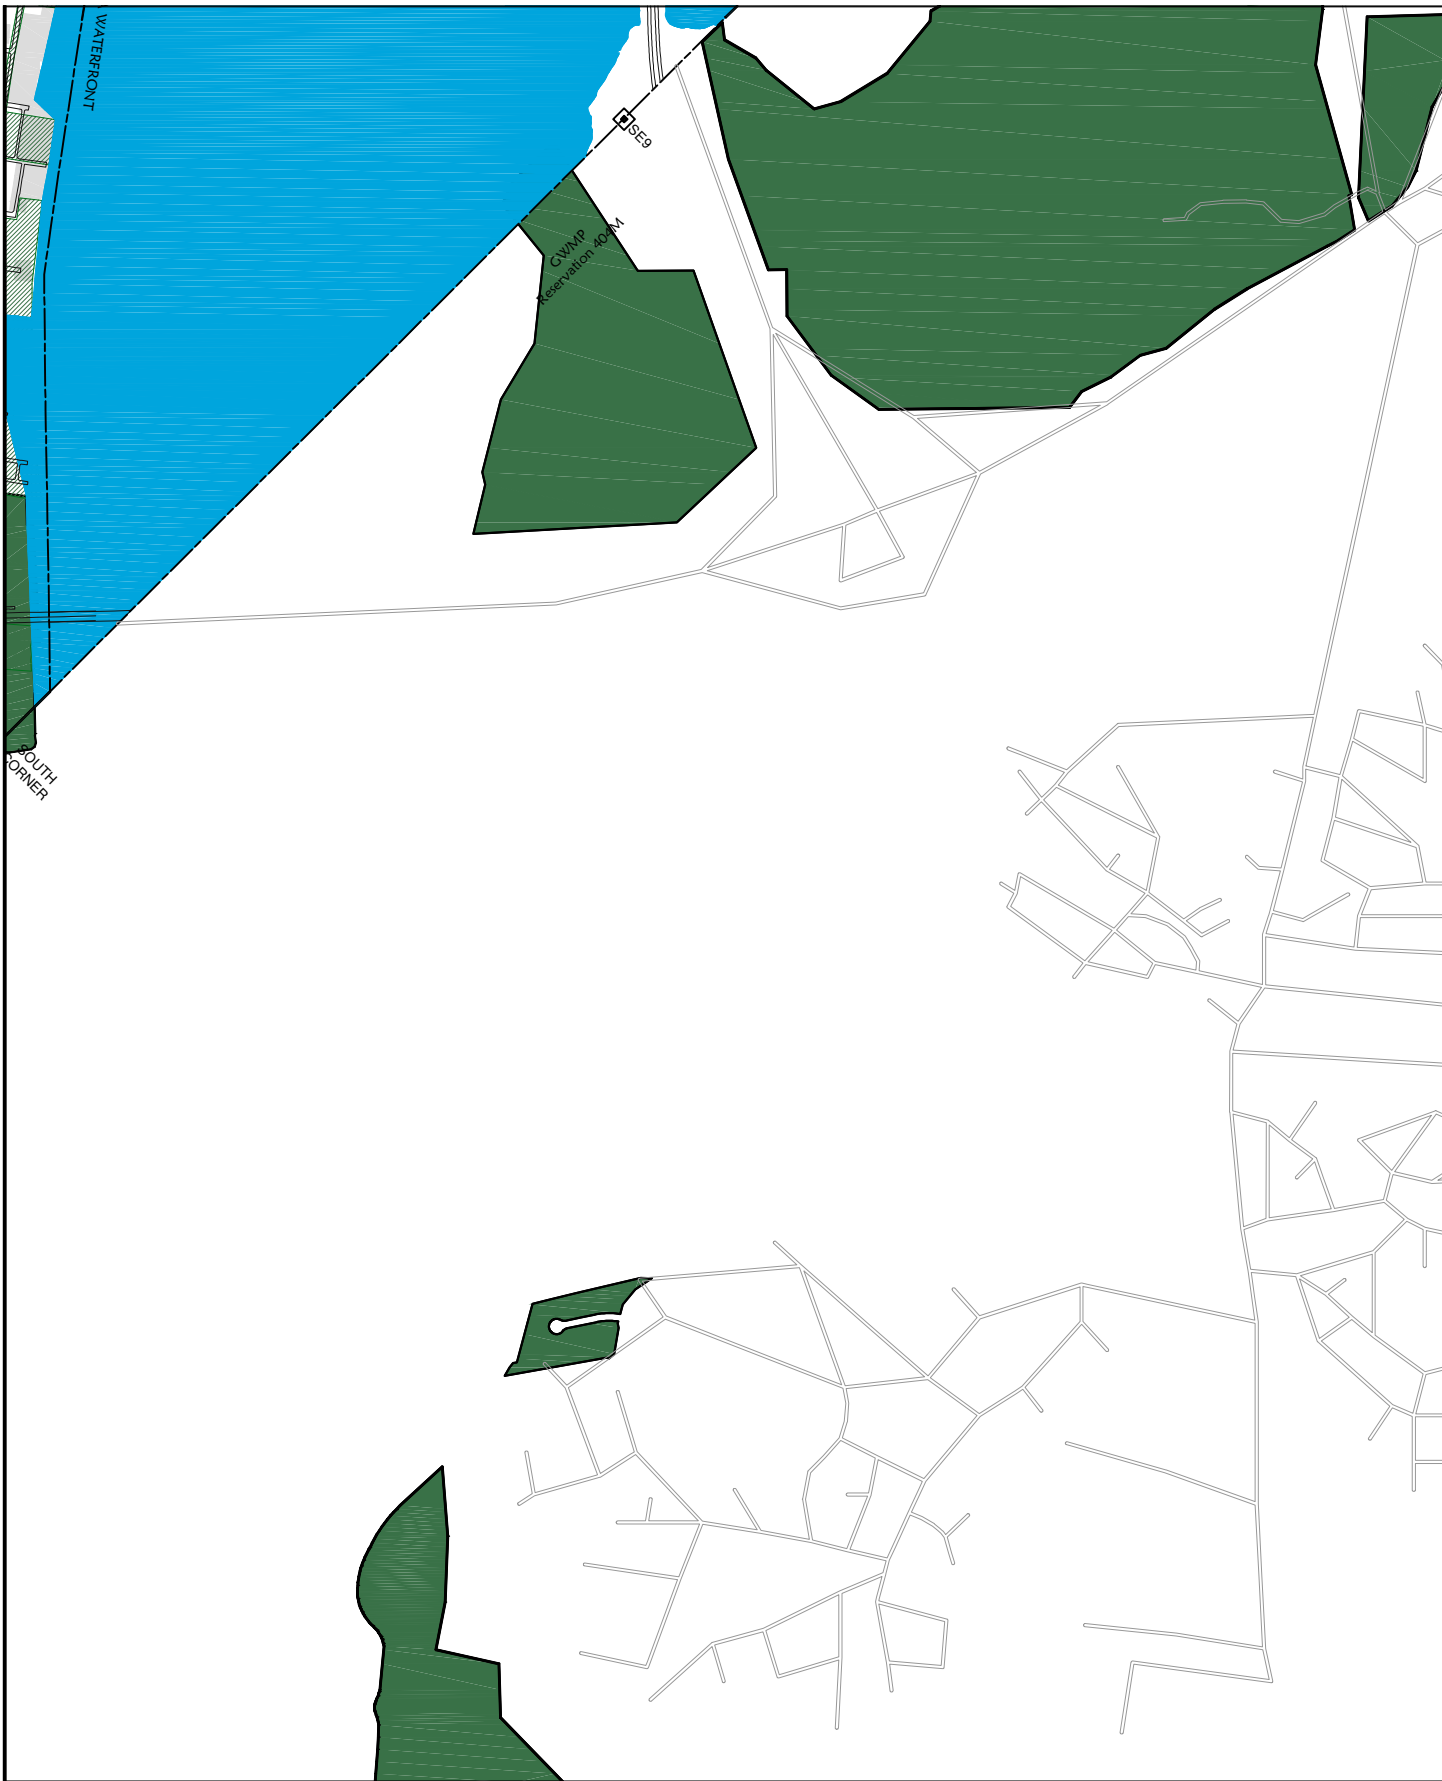 WATERFRONT
SE9
GWMP
Reservation 404M
SOUTH
CORNER